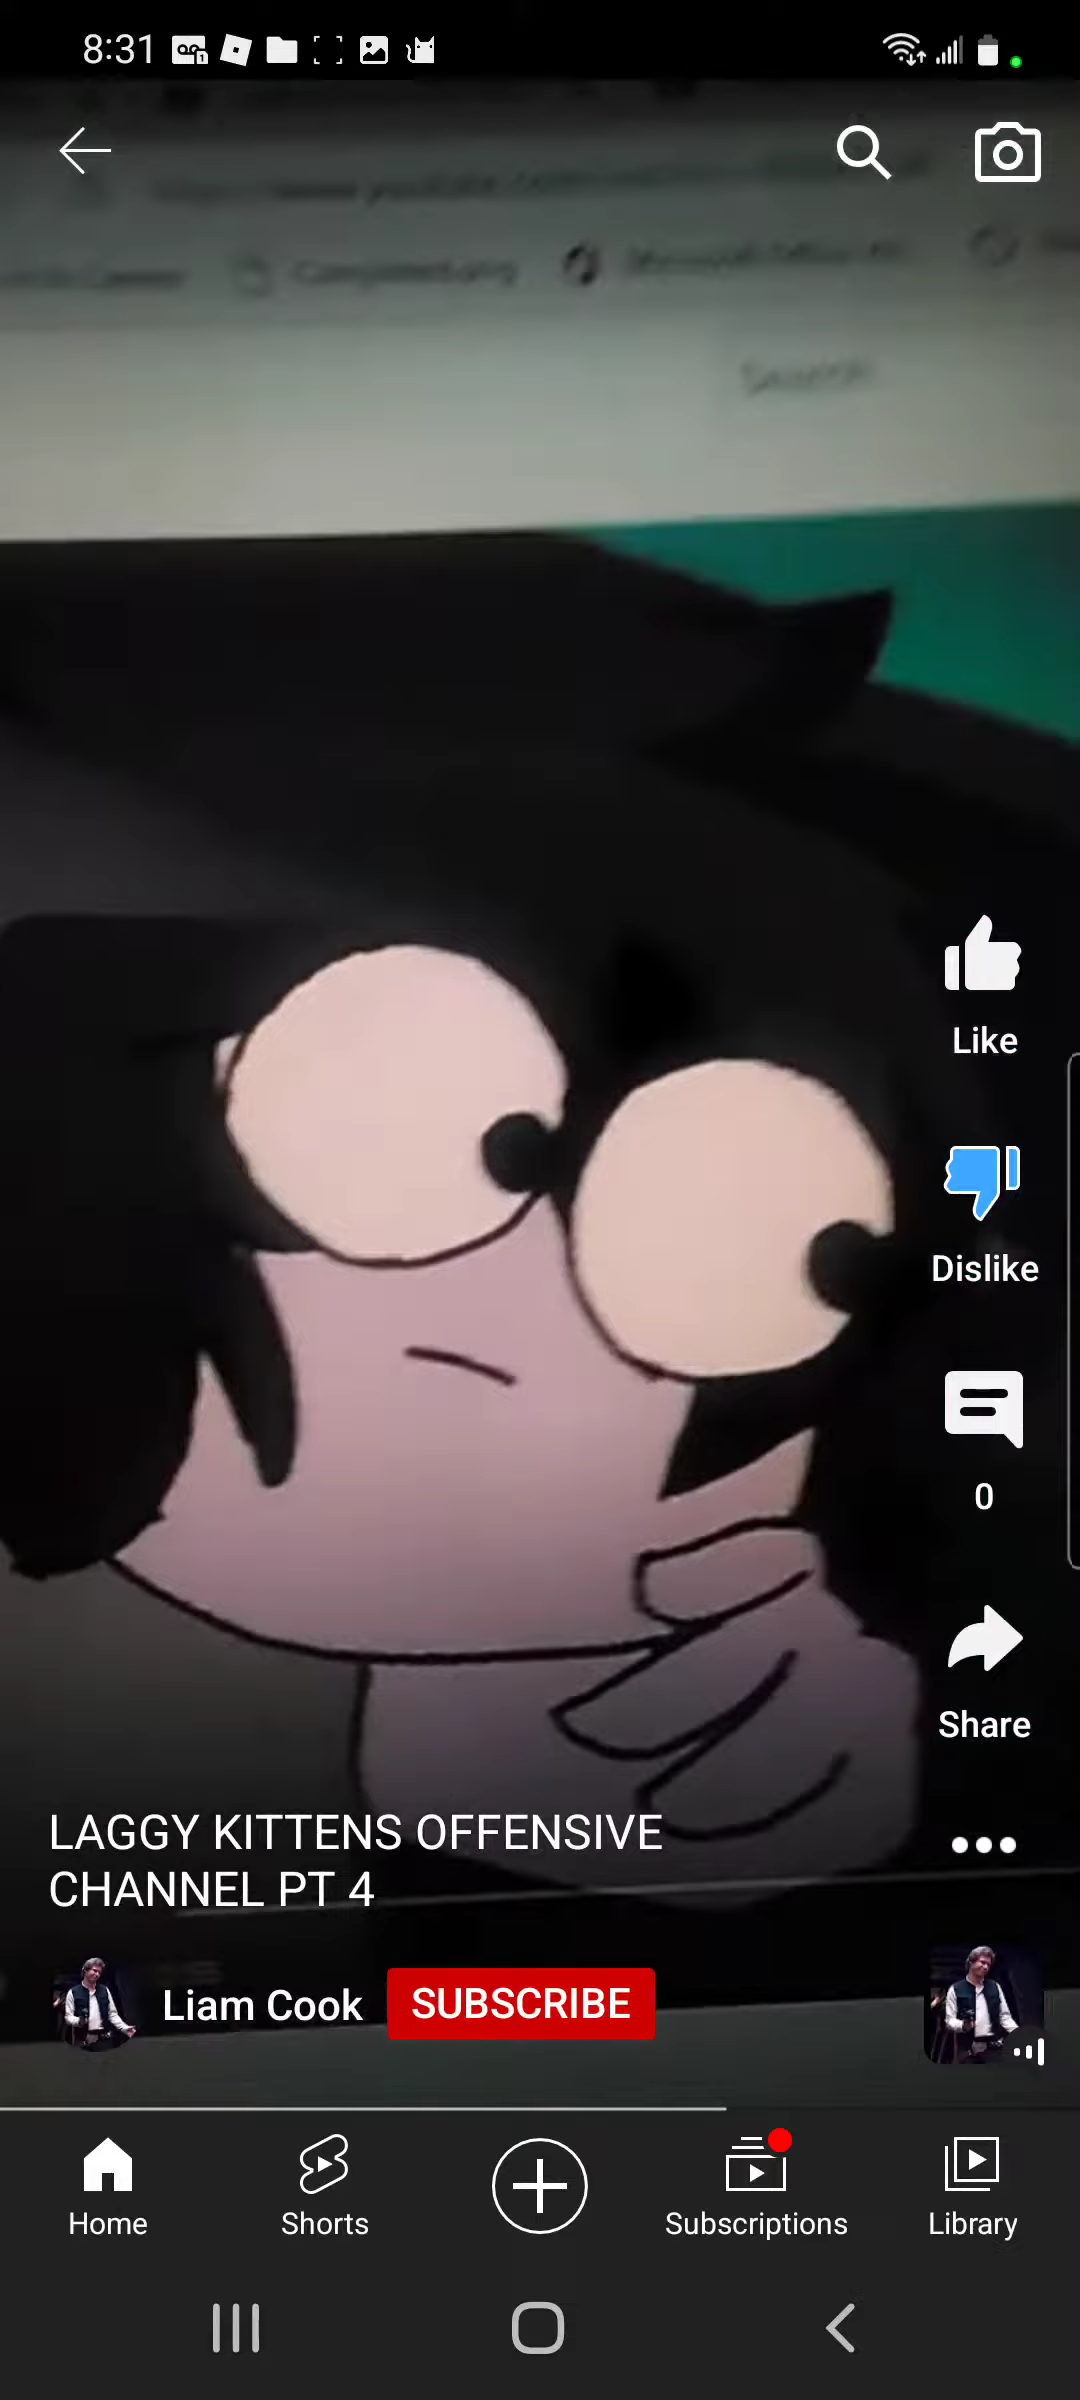 8:31
Search
Like
Dislike
0
Share
LAGGY KITTENS OFFENSIVE
CHANNEL PT 4
Liam Cook
SUBSCRIBE
Home
Shorts
Subscriptions
Library